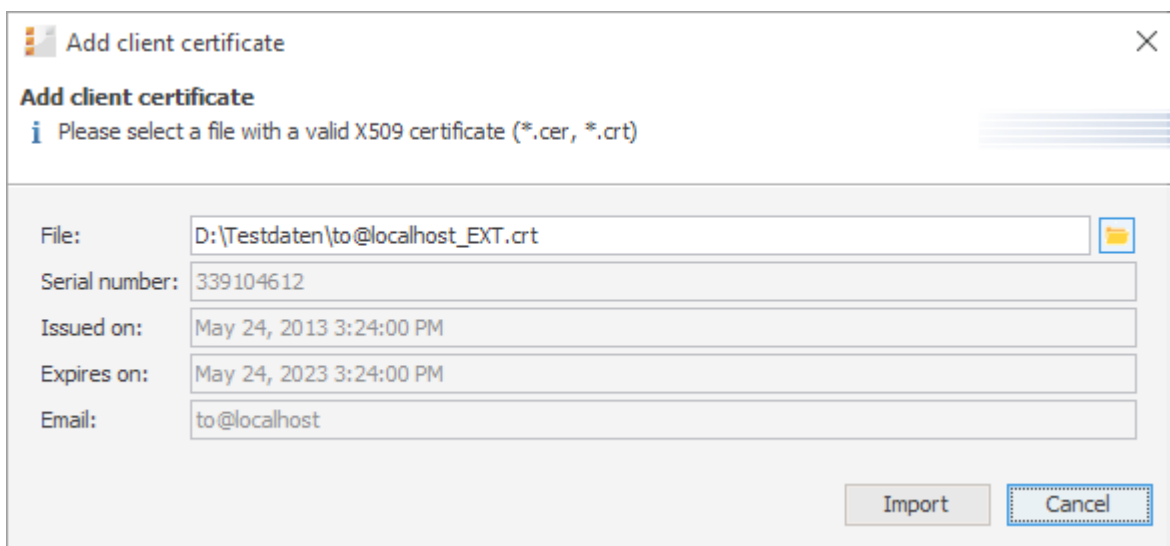 Add client certificate
Add client certificate
i Please select a file with a valid X509 certificate (*.cer, *.crt)
File: D:\Testdaten\to@localhost_EXT.crt
Serial number: 339104612
Issued on: May 24, 2013 3:24:00 PM
Expires on: May 24, 2023 3:24:00 PM
Email: to@localhost
Import Cancel